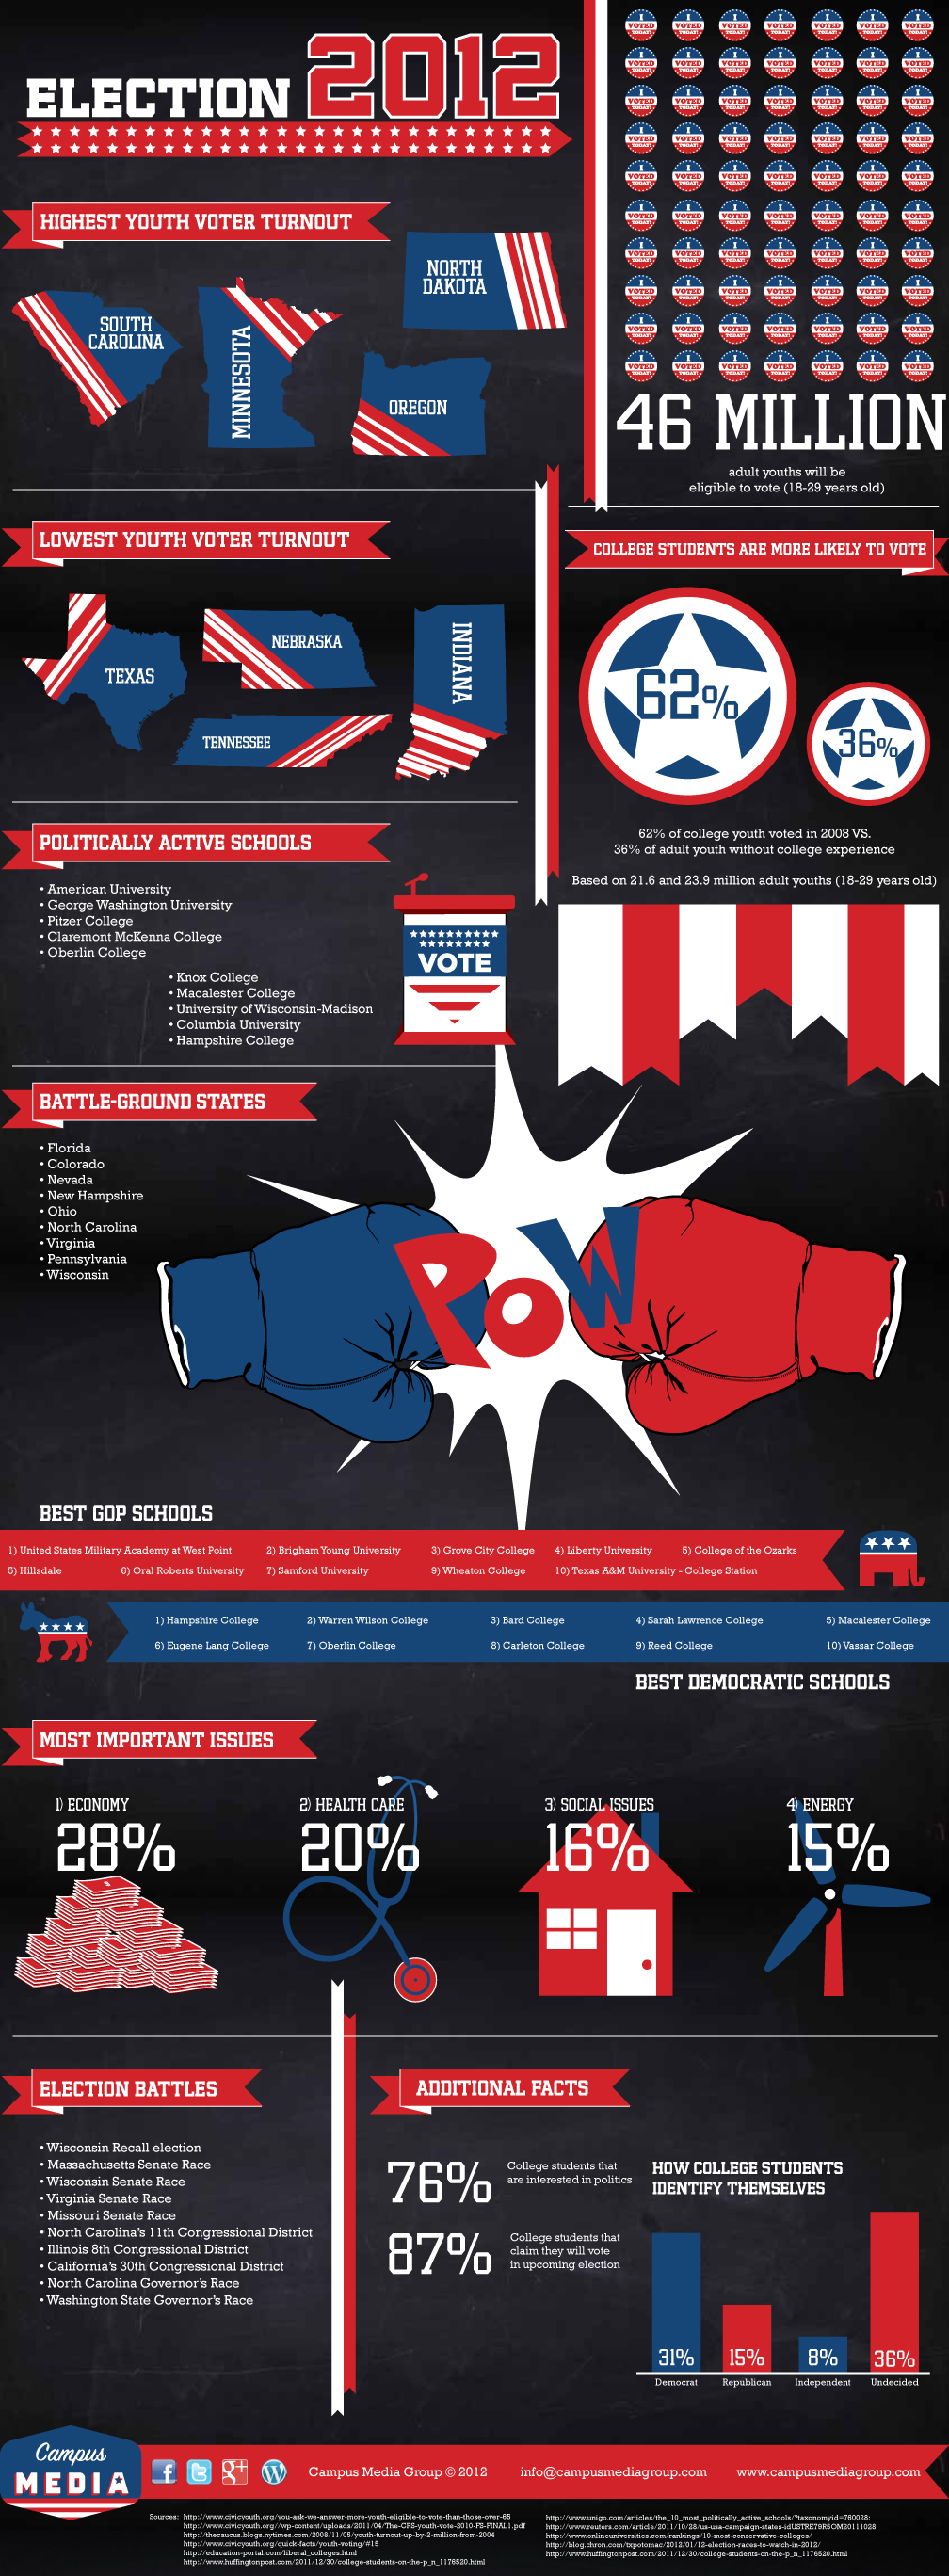 ELECTION 2012
HIGHEST YOUTH VOTER TURNOUT
SOUTH
CAROLINA
MINNESOTA
NORTH
DAKOTA
OREGON
I VOTED TODAY!
46 MILLION
adult youths will be
eligible to vote (18-29 years old)
LOWEST YOUTH VOTER TURNOUT
TEXAS
NEBRASKA
TENNESSEE
INDIANA
COLLEGE STUDENTS ARE MORE LIKELY TO VOTE
62%
36%
62% of college youth voted in 2008 VS.
36% of adult youth without college experience
Based on 21.6 and 23.9 million adult youths (18-29 years old)
POLITICALLY ACTIVE SCHOOLS
• American University
• George Washington University
• Pitzer College
• Claremont McKenna College
• Oberlin College
• Knox College
• Macalester College
• University of Wisconsin-Madison
• Columbia University
• Hampshire College
VOTE
BATTLE-GROUND STATES
• Florida
• Colorado
• Nevada
• New Hampshire
• Ohio
• North Carolina
• Virginia
• Pennsylvania
• Wisconsin
POW
BEST GOP SCHOOLS
1) United States Military Academy at West Point 2) Brigham Young University 3) Grove City College 4) Liberty University 5) College of the Ozarks
5) Hillsdale 6) Oral Roberts University 7) Samford University 9) Wheaton College 10) Texas A&M University - College Station
1) Hampshire College 2) Warren Wilson College 3) Bard College 4) Sarah Lawrence College 5) Macalester College
6) Eugene Lang College 7) Oberlin College 8) Carleton College 9) Reed College 10) Vassar College
BEST DEMOCRATIC SCHOOLS
MOST IMPORTANT ISSUES
1) ECONOMY
28%
2) HEALTH CARE
20%
3) SOCIAL ISSUES
16%
4) ENERGY
15%
ELECTION BATTLES
• Wisconsin Recall election
• Massachusetts Senate Race
• Wisconsin Senate Race
• Virginia Senate Race
• Missouri Senate Race
• North Carolina's 11th Congressional District
• Illinois 8th Congressional District
• California's 30th Congressional District
• North Carolina Governor's Race
• Washington State Governor's Race
ADDITIONAL FACTS
76%
College students that
are interested in politics
87%
College students that
claim they will vote
in upcoming election
HOW COLLEGE STUDENTS
IDENTIFY THEMSELVES
31% 15% 8% 36%
Democrat Republican Independent Undecided
Campus
MEDIA
Campus Media Group © 2012 info@campusmediagroup.com www.campusmediagroup.com
Sources: http://www.civicyouth.org/you-ask-we-answer-more-youth-eligible-to-vote-than-those-over-65
http://www.civicyouth.org//wp-content/uploads/2011/04/The-CPS-youth-vote-2010-FS-FINAL1.pdf
http://thecaucus.blogs.nytimes.com/2008/11/05/youth-turnout-up-by-2-million-from-2004
http://www.civicyouth.org/quick-facts/youth-voting/#15
http://education-portal.com/liberal_colleges.html
http://www.huffingtonpost.com/2011/12/30/college-students-on-the-p_n_1176520.html
http://www.unigo.com/articles/the_10_most_politically_active_schools/?taxonomyid=760028;
http://www.reuters.com/article/2011/10/28/us-usa-campaign-states-idUSTRE79R5OM20111028
http://www.onlineuniversities.com/rankings/10-most-conservative-colleges/
http://blog.chron.com/txpotomac/2012/01/12-election-races-to-watch-in-2012/
http://www.huffingtonpost.com/2011/12/30/college-students-on-the-p_n_1176520.html